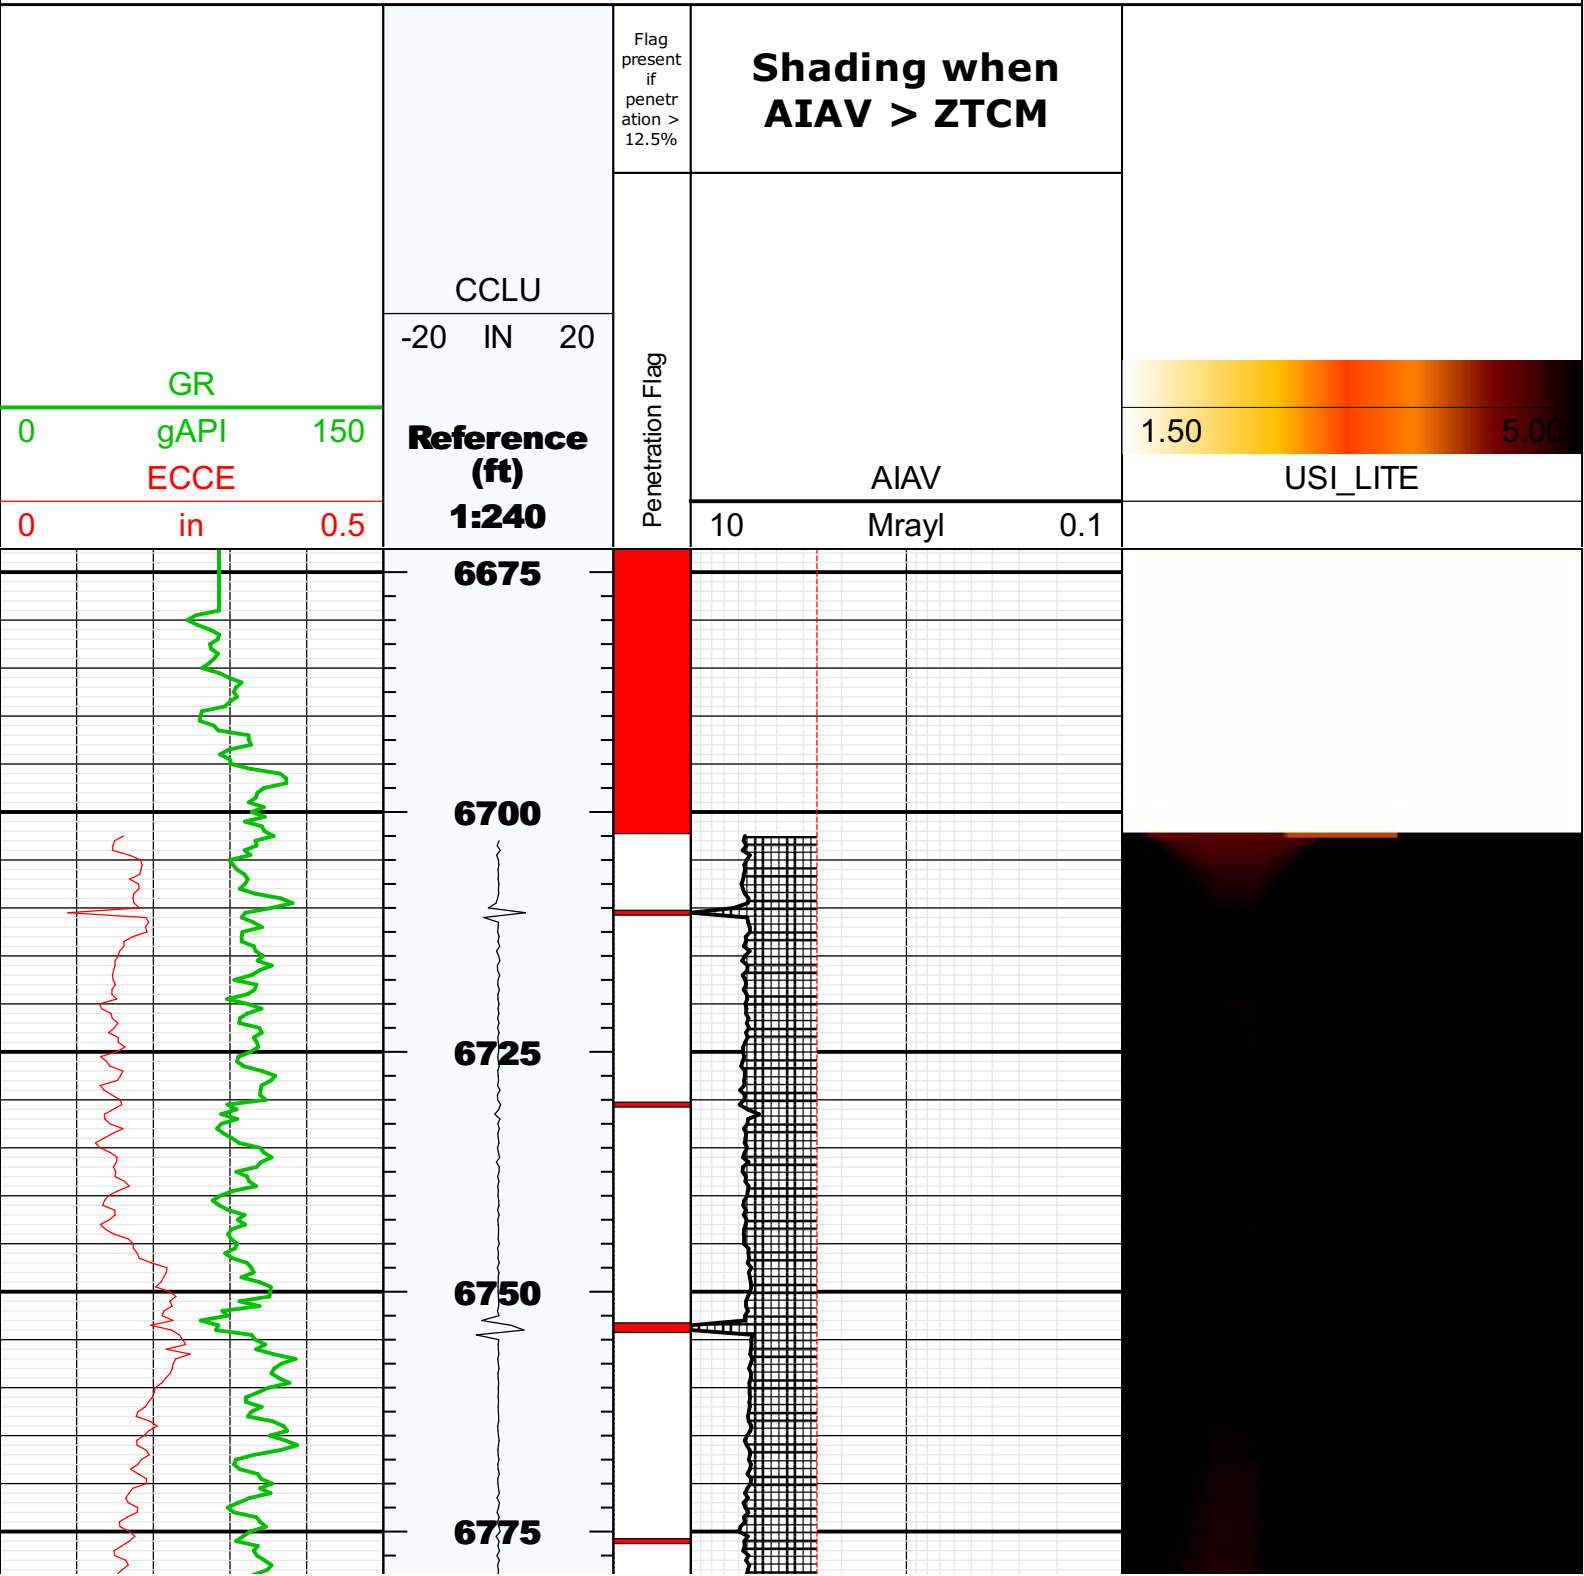 Flag
present
if
penetr
ation >
12.5%
Shading when
AIAV > ZTCM
CCLU
-20 IN 20
GR
0 gAPI 150
ECCE
0 in 0.5
Reference
(ft)
1:240
Penetration Flag
AIAV
10 Mrayl 0.1
1.50 5.00
USI_LITE
6675
6700
6725
6750
6775